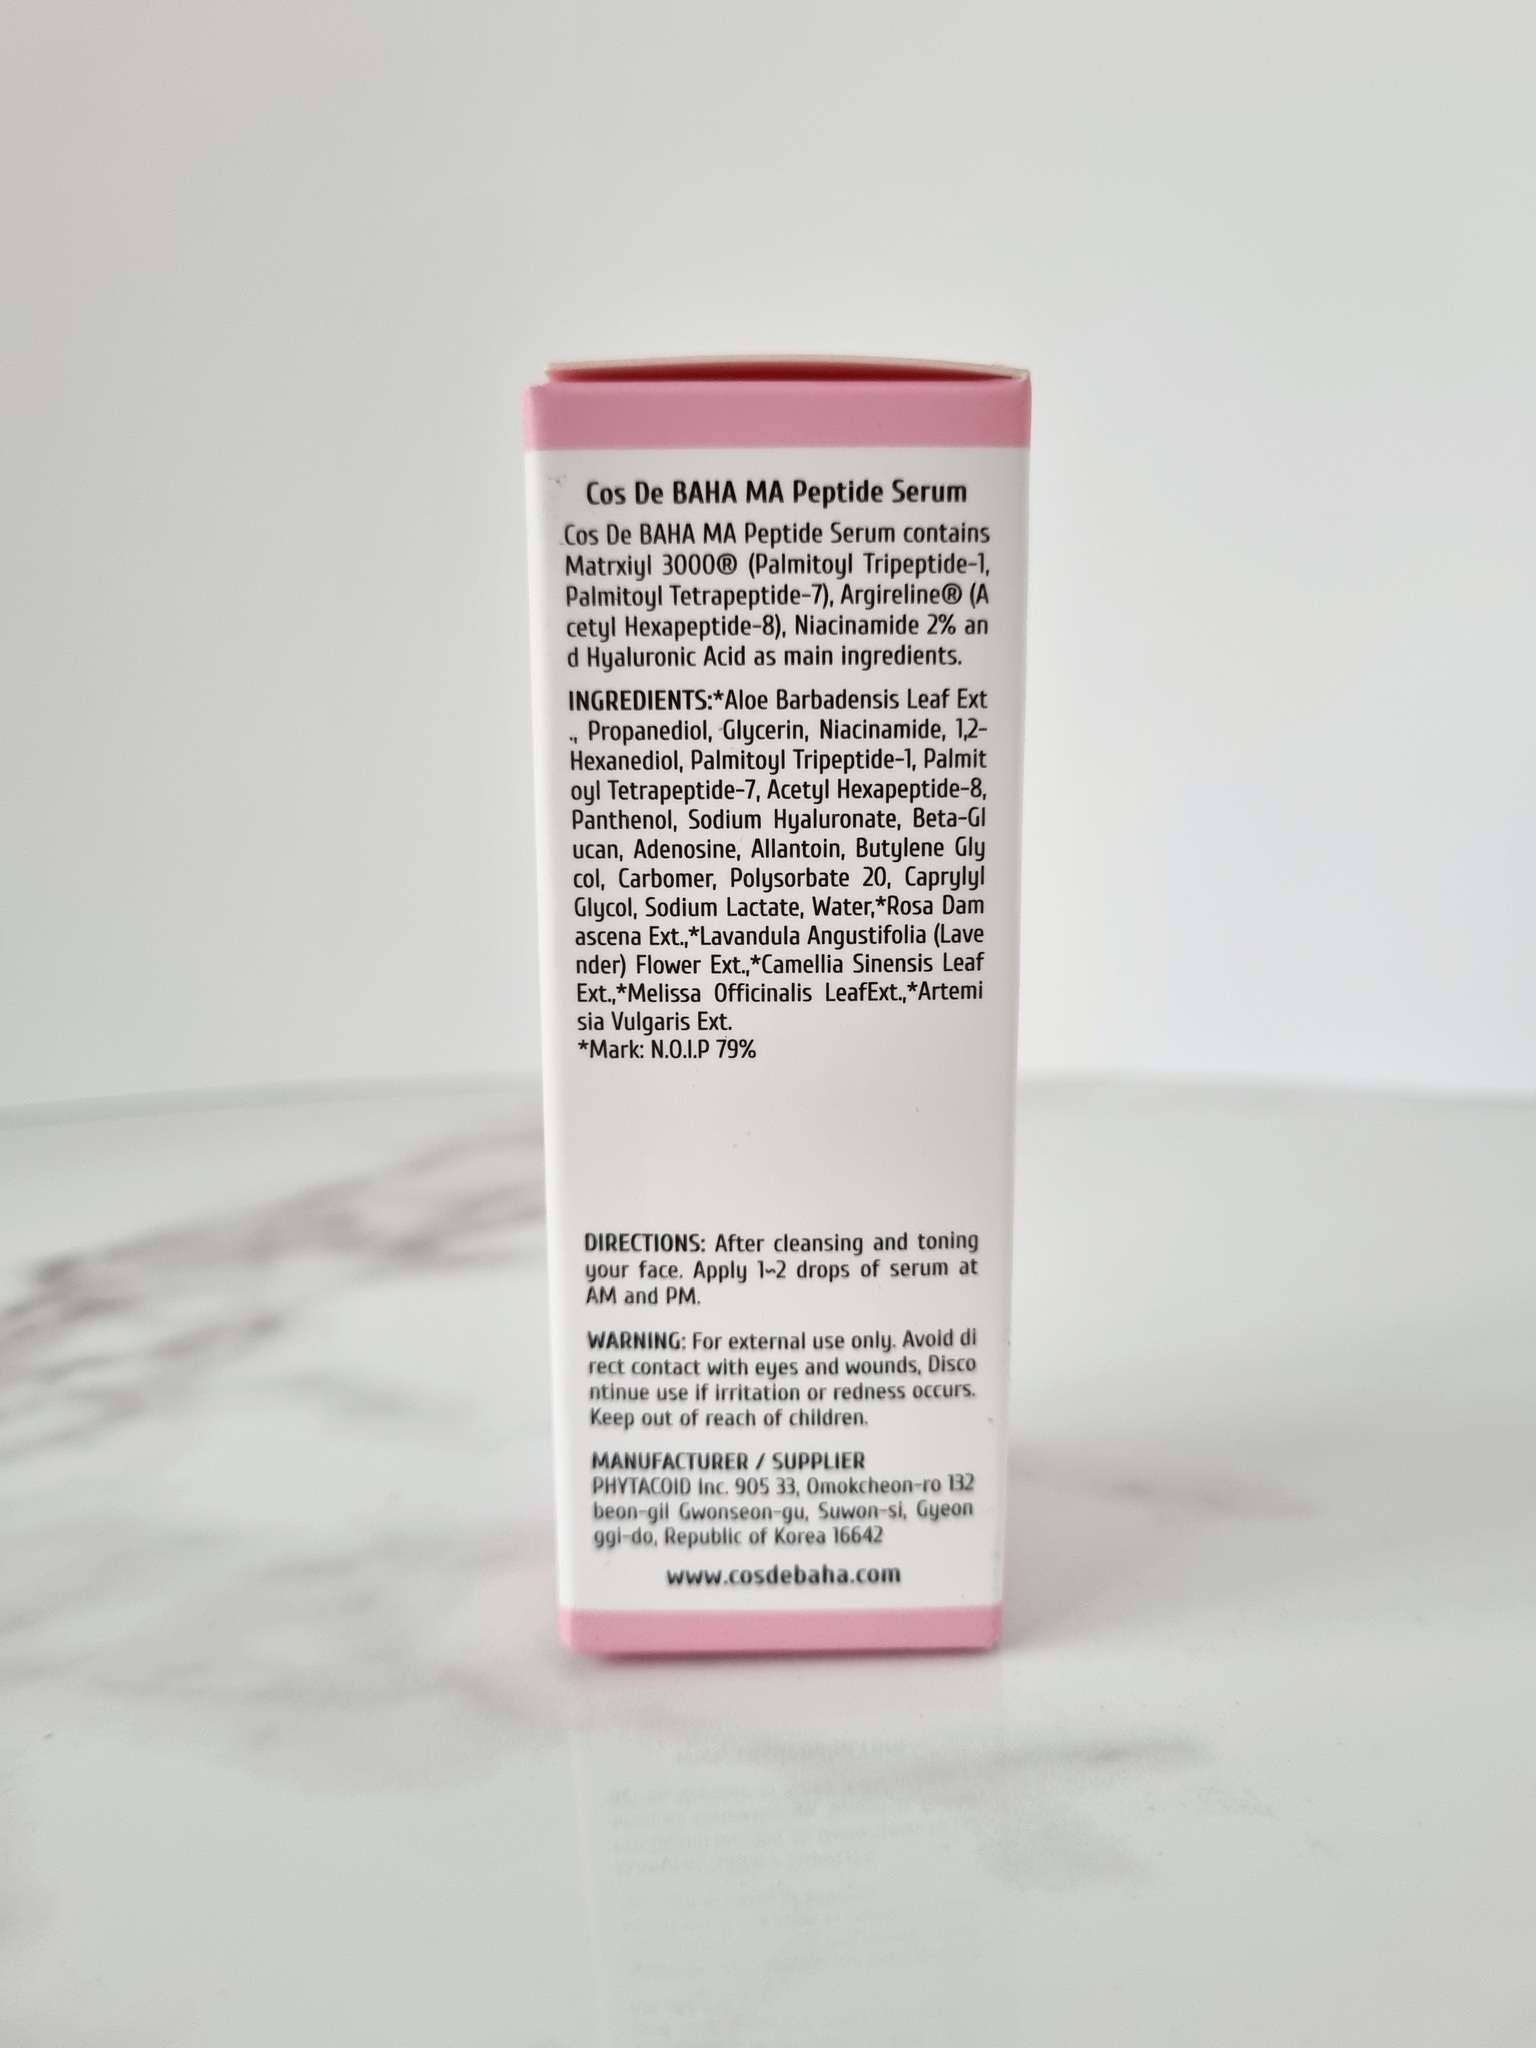 Cos De BAHA MA Peptide Serum
Cos De BAHA MA Peptide Serum contains
Matrxiyl 3000® (Palmitoyl Tripeptide-1,
Palmitoyl Tetrapeptide-7), Argireline® (A
cetyl Hexapeptide-8), Niacinamide 2% an
d Hyaluronic Acid as main ingredients.
INGREDIENTS:*Aloe Barbadensis Leaf Ext
., Propanediol, Glycerin, Niacinamide, 1,2-
Hexanediol, Palmitoyl Tripeptide-1, Palmit
oyl Tetrapeptide-7, Acetyl Hexapeptide-8,
Panthenol, Sodium Hyaluronate, Beta-Gl
ucan, Adenosine, Allantoin, Butylene Gly
col, Carbomer, Polysorbate 20, Caprylyl
Glycol, Sodium Lactate, Water,*Rosa Dam
ascena Ext.,*Lavandula Angustifolia (Lave
nder) Flower Ext.,*Camellia Sinensis Leaf
Ext.,*Melissa Officinalis LeafExt.,*Artemi
sia Vulgaris Ext.
*Mark: N.O.I.P 79%
DIRECTIONS: After cleansing and toning
your face. Apply 1~2 drops of serum at
AM and PM.
WARNING: For external use only. Avoid di
rect contact with eyes and wounds, Disco
ntinue use if irritation or redness occurs.
Keep out of reach of children.
MANUFACTURER / SUPPLIER
PHYTACOID Inc. 905 33, Omokcheon-ro 132
beon-gil Gwonseon-gu, Suwon-si, Gyeon
ggi-do, Republic of Korea 16642
www.cosdebaha.com